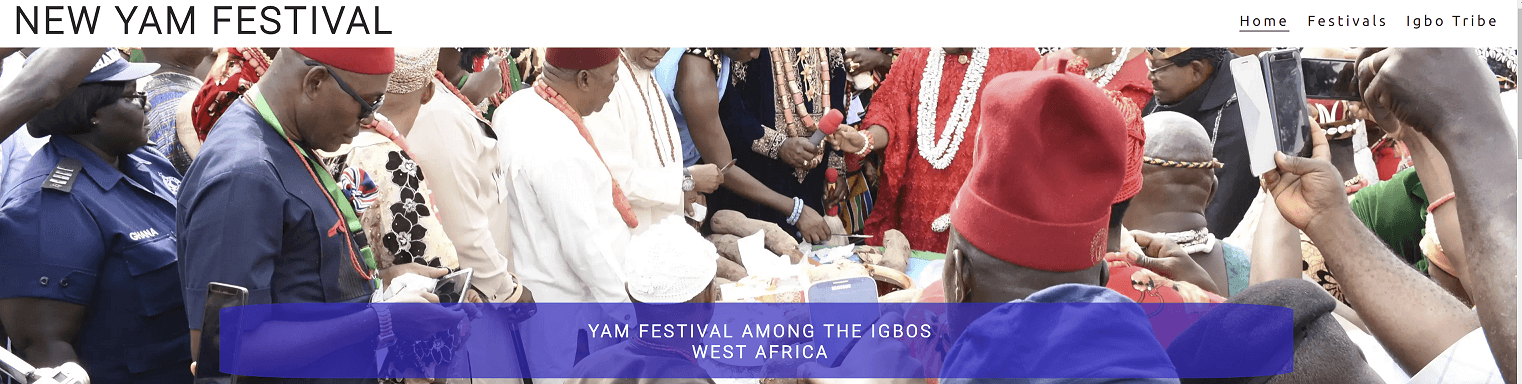 NEW YAM FESTIVAL
Home Festivals Igbo Tribe
GHANA
YAM FESTIVAL AMONG THE IGBOS
WEST AFRICA